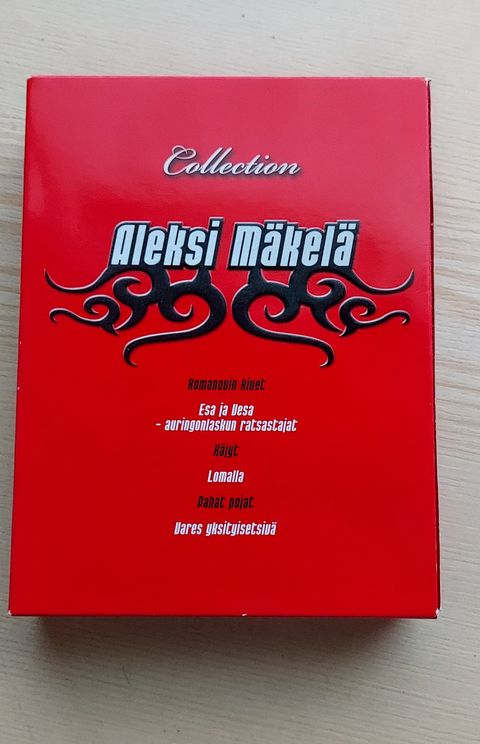 Collection
Aleksi Mäkelä
Romanovin kivet
Esa ja Vesa
- auringonlaskun ratsastajat
Häjyt
Lomalla
Pahat pojat
Vares yksityisetsivä